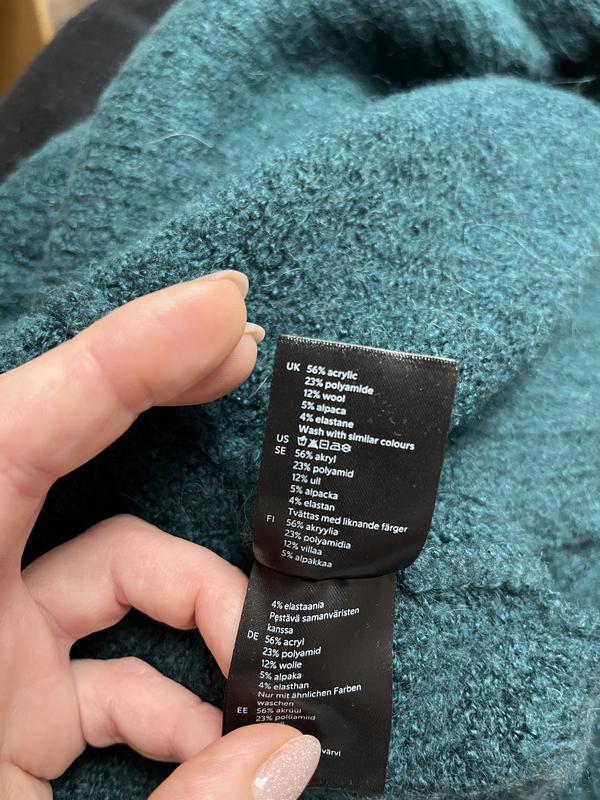 UK 56% acrylic
23% polyamide
12% wool
5% alpaca
4% elastane
Wash with similar colours
US
SE 56% akryl
23% polyamid
12% ull
5% alpacka
4% elastan
Tvättas med liknande färger
FI 56% akryylia
23% polyamidia
12% villaa
5% alpakkaa
4% elastaania
Pestävä samanväristen
kanssa
DE 56% acryl
23% polyamid
12% wolle
5% alpaka
4% elasthan
Nur mit ähnlichen Farben
waschen
EE 56% akrüül
23% polüamiid
värvi